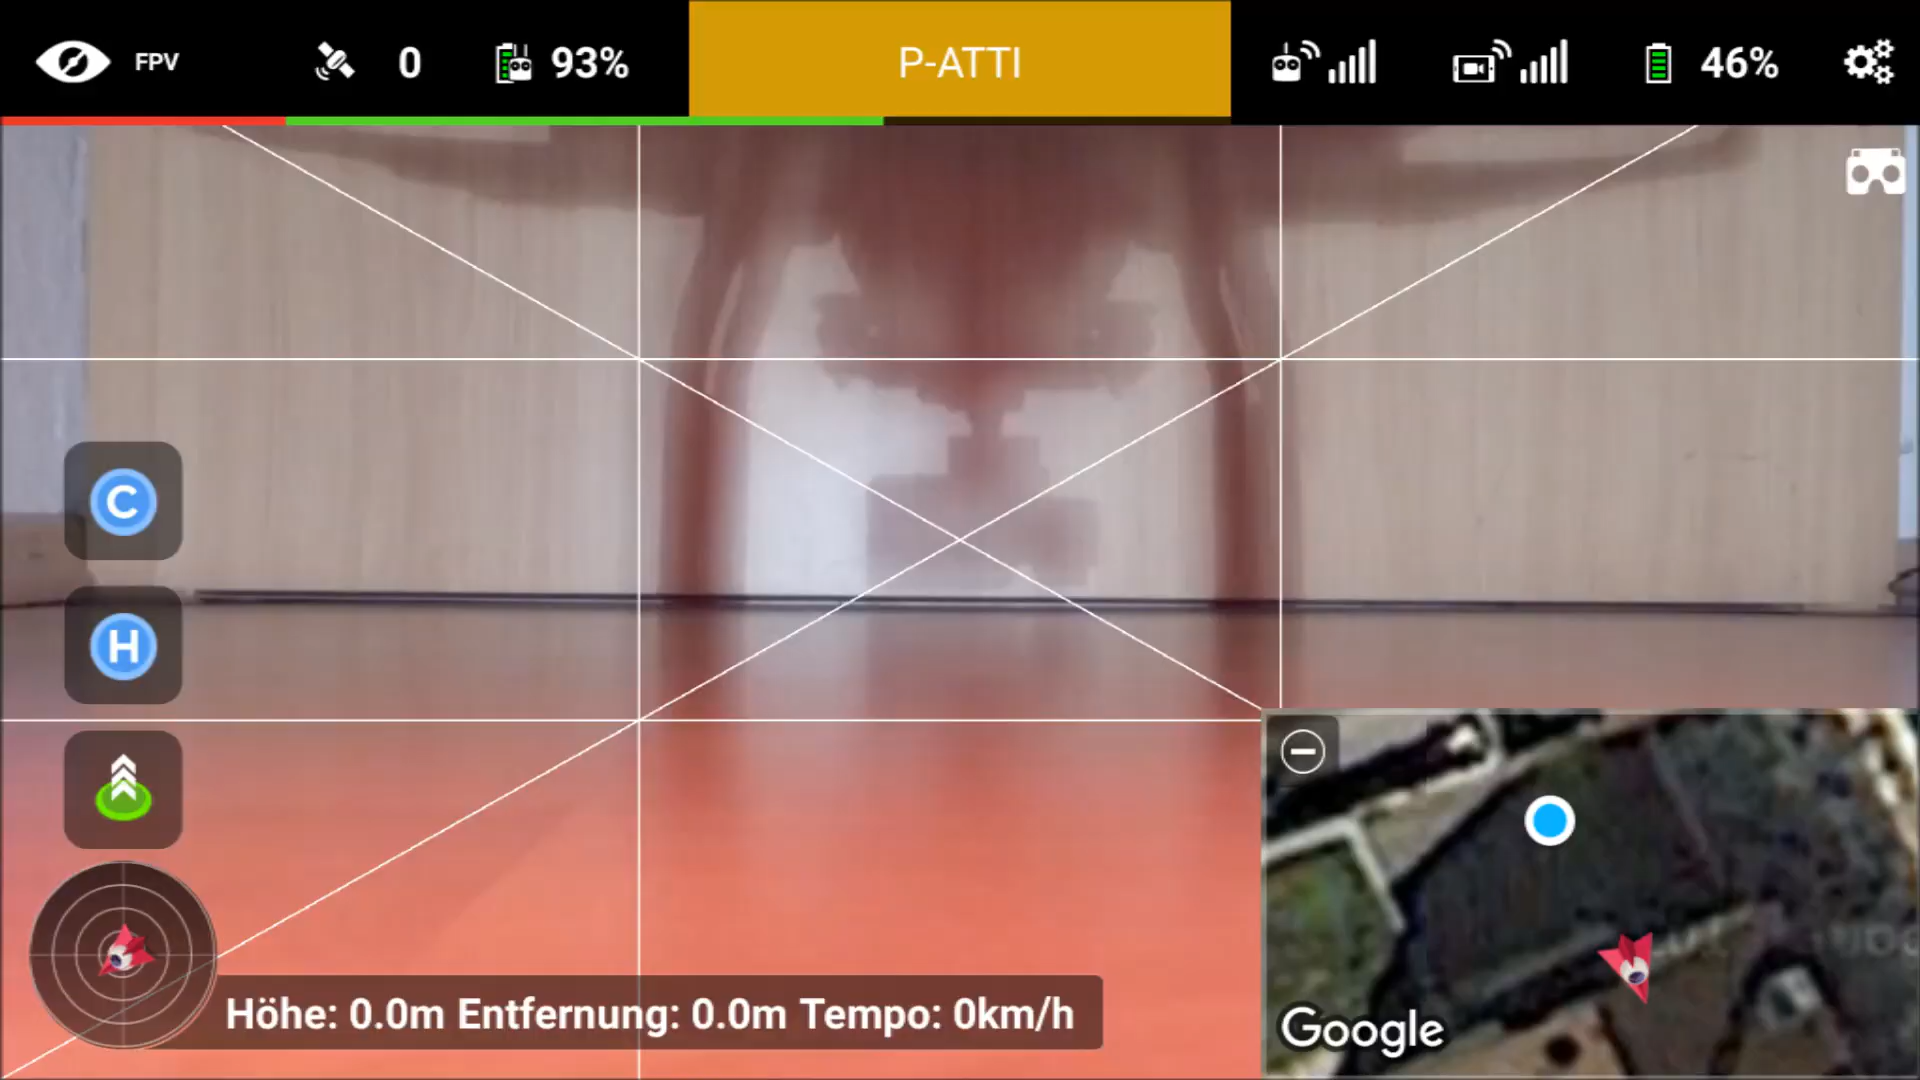 FPV
0
93%
P-ATTI
46%
C
H
Höhe: 0.0m Entfernung: 0.0m Tempo: 0km/h
Google